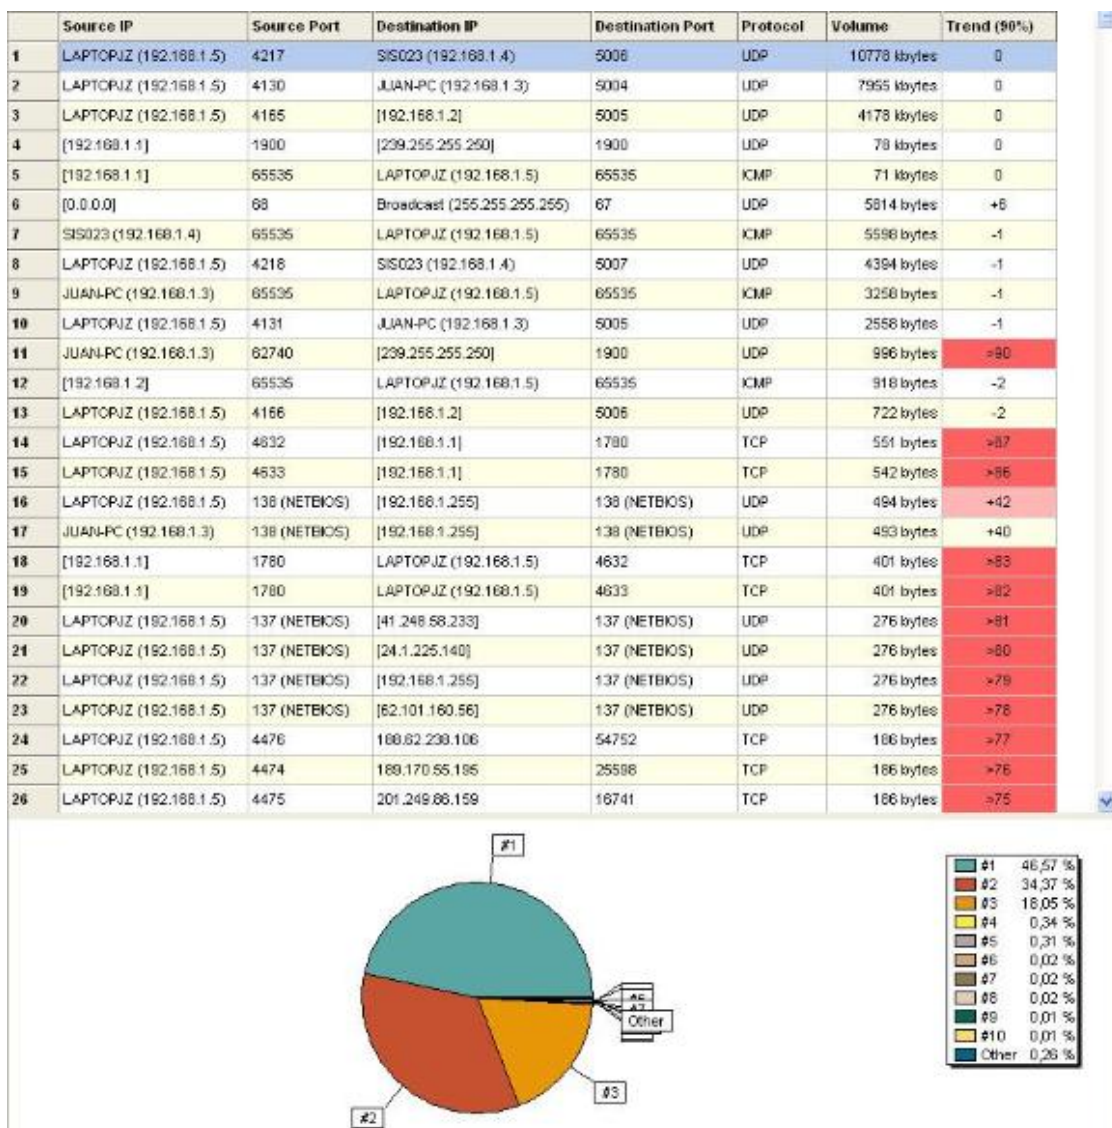 Source IP Source Port Destination IP Destination Port Protocol Volume Trend (90%)
1 LAPTOPJZ (192.168.1.5) 4217 SIS023 (192.168.1.4) 5006 UDP 10778 kbytes 0
2 LAPTOPJZ (192.168.1.5) 4130 JUAN-PC (192.168.1.3) 5004 UDP 7955 kbytes 0
3 LAPTOPJZ (192.168.1.5) 4165 [192.168.1.2] 5005 UDP 4178 kbytes 0
4 [192.168.1.1] 1900 [239.255.255.250] 1900 UDP 78 kbytes 0
5 [192.168.1.1] 65535 LAPTOPJZ (192.168.1.5) 65535 ICMP 71 kbytes 0
6 [0.0.0.0] 68 Broadcast (255.255.255.255) 67 UDP 5814 bytes +6
7 SIS023 (192.168.1.4) 65535 LAPTOPJZ (192.168.1.5) 65535 ICMP 5598 bytes -1
8 LAPTOPJZ (192.168.1.5) 4218 SIS023 (192.168.1.4) 5007 UDP 4394 bytes -1
9 JUAN-PC (192.168.1.3) 65535 LAPTOPJZ (192.168.1.5) 65535 ICMP 3258 bytes -1
10 LAPTOPJZ (192.168.1.5) 4131 JUAN-PC (192.168.1.3) 5005 UDP 2558 bytes -1
11 JUAN-PC (192.168.1.3) 62740 [239.255.255.250] 1900 UDP 996 bytes >90
12 [192.168.1.2] 65535 LAPTOPJZ (192.168.1.5) 65535 ICMP 918 bytes -2
13 LAPTOPJZ (192.168.1.5) 4166 [192.168.1.2] 5006 UDP 722 bytes -2
14 LAPTOPJZ (192.168.1.5) 4632 [192.168.1.1] 1780 TCP 551 bytes >87
15 LAPTOPJZ (192.168.1.5) 4633 [192.168.1.1] 1780 TCP 542 bytes >86
16 LAPTOPJZ (192.168.1.5) 138 (NETBIOS) [192.168.1.255] 138 (NETBIOS) UDP 494 bytes +42
17 JUAN-PC (192.168.1.3) 138 (NETBIOS) [192.168.1.255] 138 (NETBIOS) UDP 493 bytes +40
18 [192.168.1.1] 1780 LAPTOPJZ (192.168.1.5) 4632 TCP 401 bytes >83
19 [192.168.1.1] 1780 LAPTOPJZ (192.168.1.5) 4633 TCP 401 bytes >82
20 LAPTOPJZ (192.168.1.5) 137 (NETBIOS) [41.248.58.233] 137 (NETBIOS) UDP 276 bytes >81
21 LAPTOPJZ (192.168.1.5) 137 (NETBIOS) [24.1.225.140] 137 (NETBIOS) UDP 276 bytes >80
22 LAPTOPJZ (192.168.1.5) 137 (NETBIOS) [192.168.1.255] 137 (NETBIOS) UDP 276 bytes >79
23 LAPTOPJZ (192.168.1.5) 137 (NETBIOS) [62.101.160.56] 137 (NETBIOS) UDP 276 bytes >78
24 LAPTOPJZ (192.168.1.5) 4476 188.62.238.106 54752 TCP 186 bytes >77
25 LAPTOPJZ (192.168.1.5) 4474 189.170.55.195 25598 TCP 186 bytes >76
26 LAPTOPJZ (192.168.1.5) 4475 201.249.86.159 16741 TCP 186 bytes >75
#1
Other
#3
#2
#1 46,57 %
#2 34,37 %
#3 18,05 %
#4 0,34 %
#5 0,31 %
#6 0,02 %
#7 0,02 %
#8 0,02 %
#9 0,01 %
#10 0,01 %
Other 0,26 %